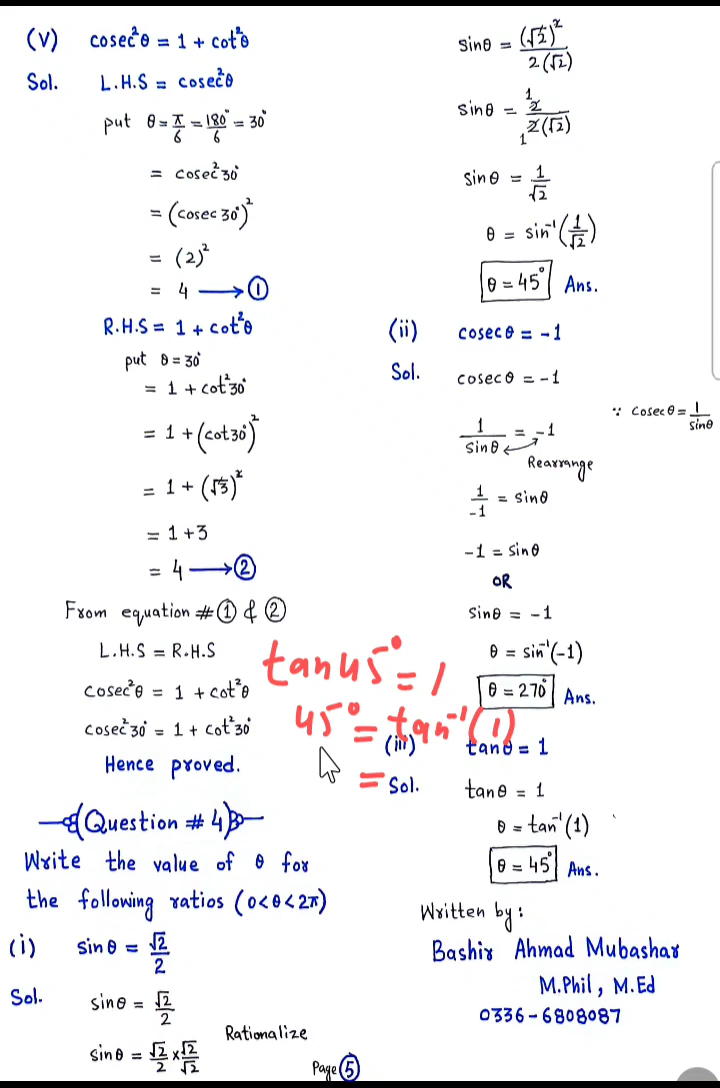 (V) cosec²θ = 1 + cot²θ
Sol. L.H.S = cosec²θ
put θ = π/6 = 180°/6 = 30°
= cosec²30°
= (cosec 30°)²
= (2)²
= 4 ⟶ ①
R.H.S = 1 + cot²θ
put θ = 30°
= 1 + cot²30°
= 1 + (cot30°)²
= 1 + (√3)²
= 1 + 3
= 4 ⟶ ②
From equation # ① & ②
L.H.S = R.H.S
cosec²θ = 1 + cot²θ
cosec²30° = 1 + cot²30°
Hence proved.
Question # 4
Write the value of θ for
the following ratios (0<θ<2π)
(i) sinθ = √2/2
Sol. sinθ = √2/2
Rationalize
sinθ = √2/2 × √2/√2
Page ⑤
sinθ = (√2)²/2(√2)
sinθ = 2/2(√2)
1
1
sinθ = 1/√2
θ = sin⁻¹(1/√2)
θ = 45° Ans.
(ii) cosecθ = -1
Sol. cosecθ = -1
∵ cosecθ = 1/sinθ
1/sinθ = -1
Rearrange
1/-1 = sinθ
-1 = sinθ
OR
sinθ = -1
θ = sin⁻¹(-1)
θ = 270° Ans.
(iii) tanθ = 1
Sol. tanθ = 1
θ = tan⁻¹(1)
θ = 45° Ans.
Written by:
Bashir Ahmad Mubashar
M.Phil, M.Ed
0336-6808087
tan45° = 1
45° = tan⁻¹(1)
=